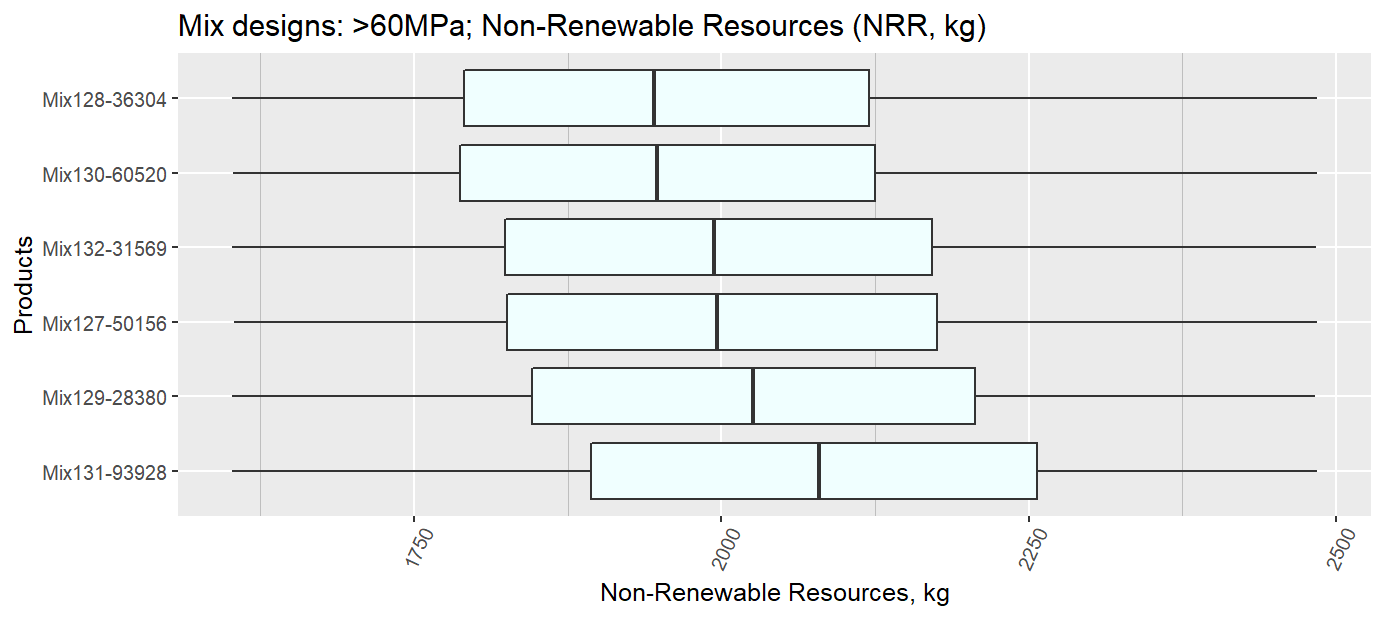 Mix designs: >60MPa; Non-Renewable Resources (NRR, kg)
Products
Mix128-36304
Mix130-60520
Mix132-31569
Mix127-50156
Mix129-28380
Mix131-93928
1750
2000
2250
2500
Non-Renewable Resources, kg